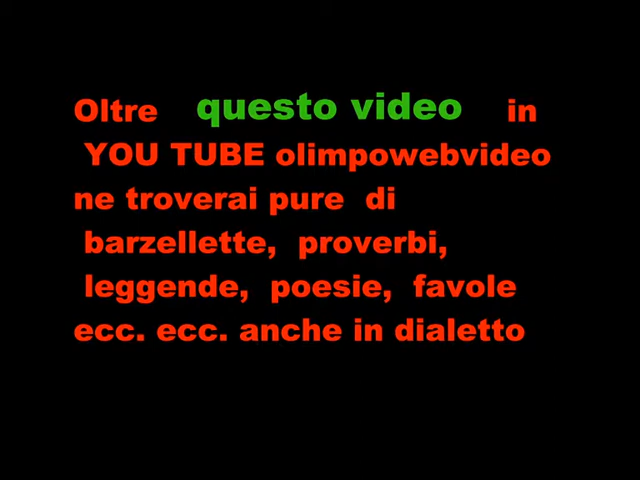 Oltre questo video in
YOU TUBE olimpowebvideo
ne troverai pure di
barzellette, proverbi,
leggende, poesie, favole
ecc. ecc. anche in dialetto